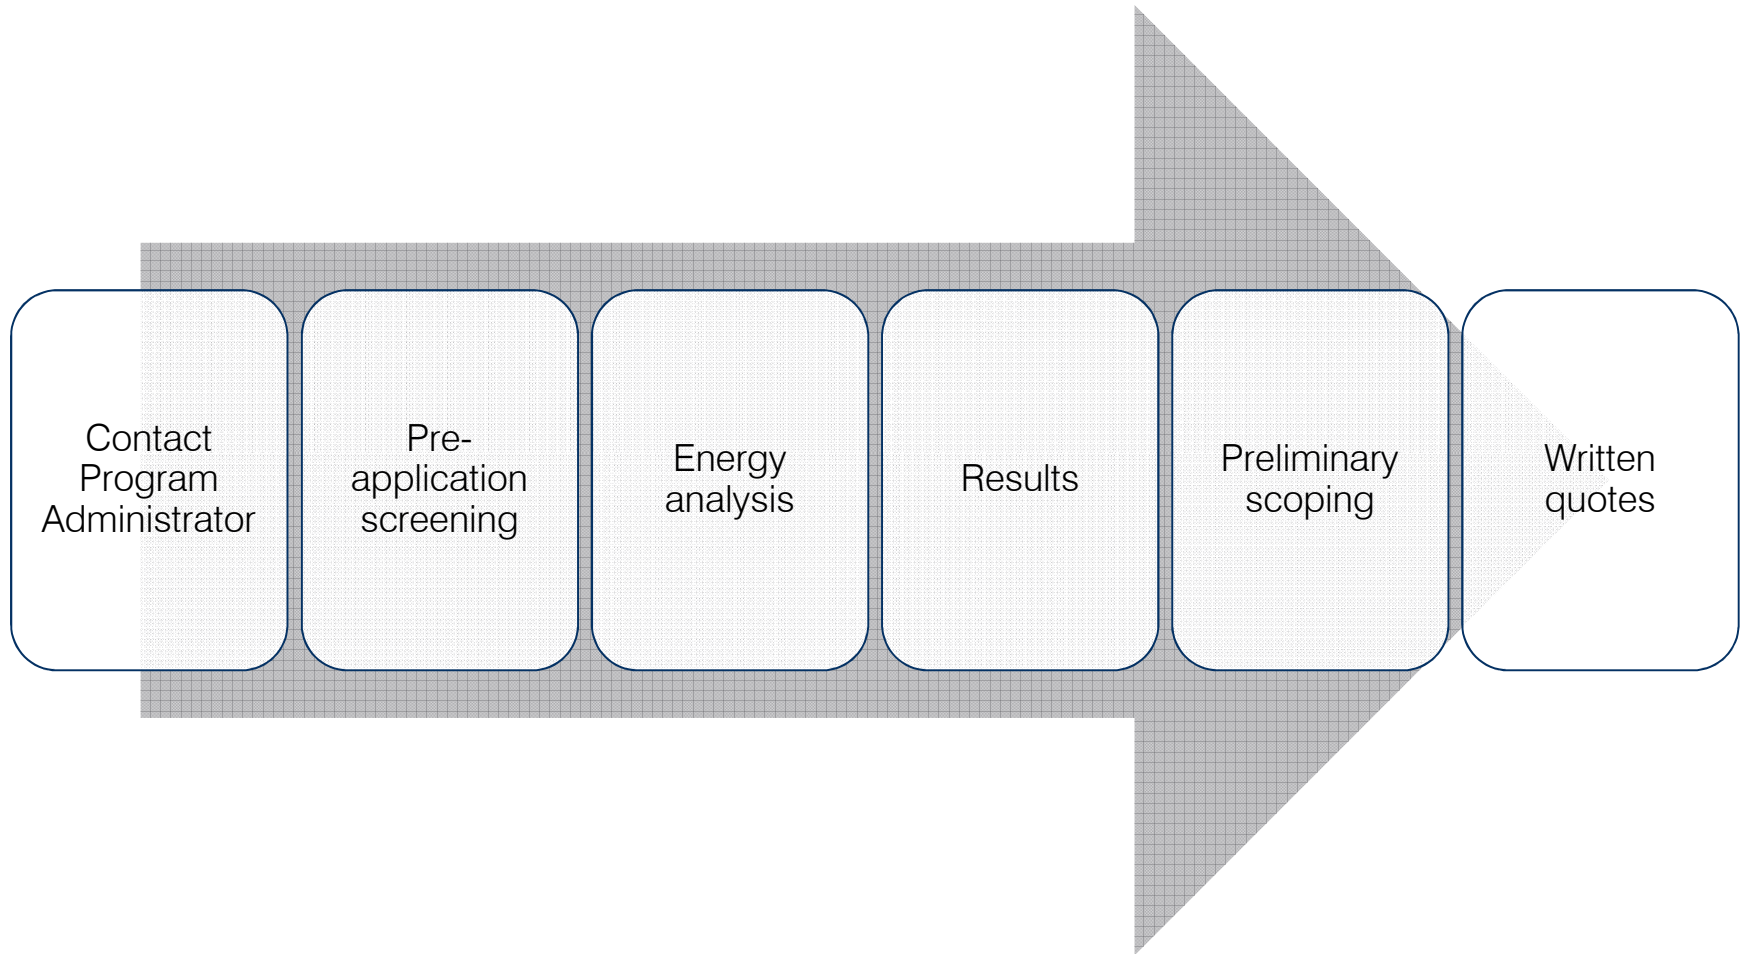 Contact
Program
Administrator
Pre-
application
screening
Energy
analysis
Results
Preliminary
scoping
Written
quotes